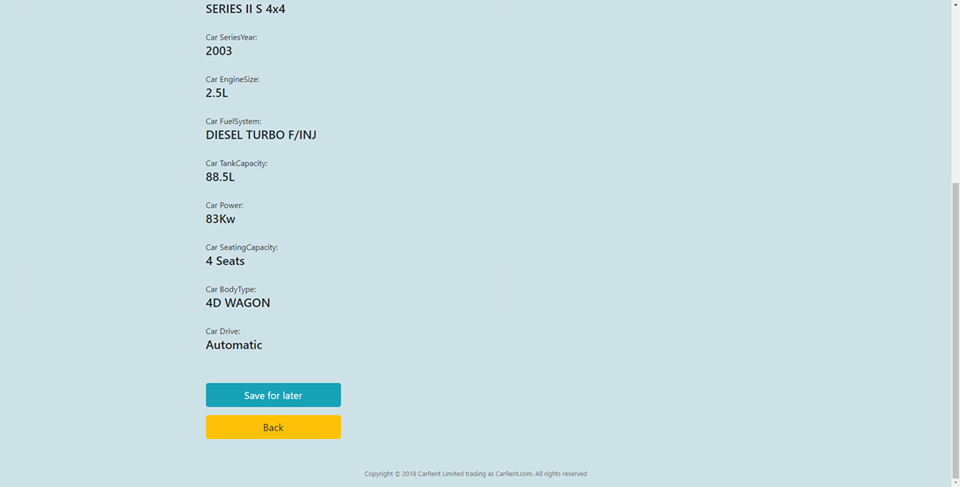 SERIES II S 4x4
Car SeriesYear:
2003
Car EngineSize:
2.5L
Car FuelSystem:
DIESEL TURBO F/INJ
Car TankCapacity:
88.5L
Car Power:
83Kw
Car SeatingCapacity:
4 Seats
Car BodyType:
4D WAGON
Car Drive:
Automatic
Save for later
Back
Copyright © 2018 CarRent Limited trading as CarRent.com. All rights reserved